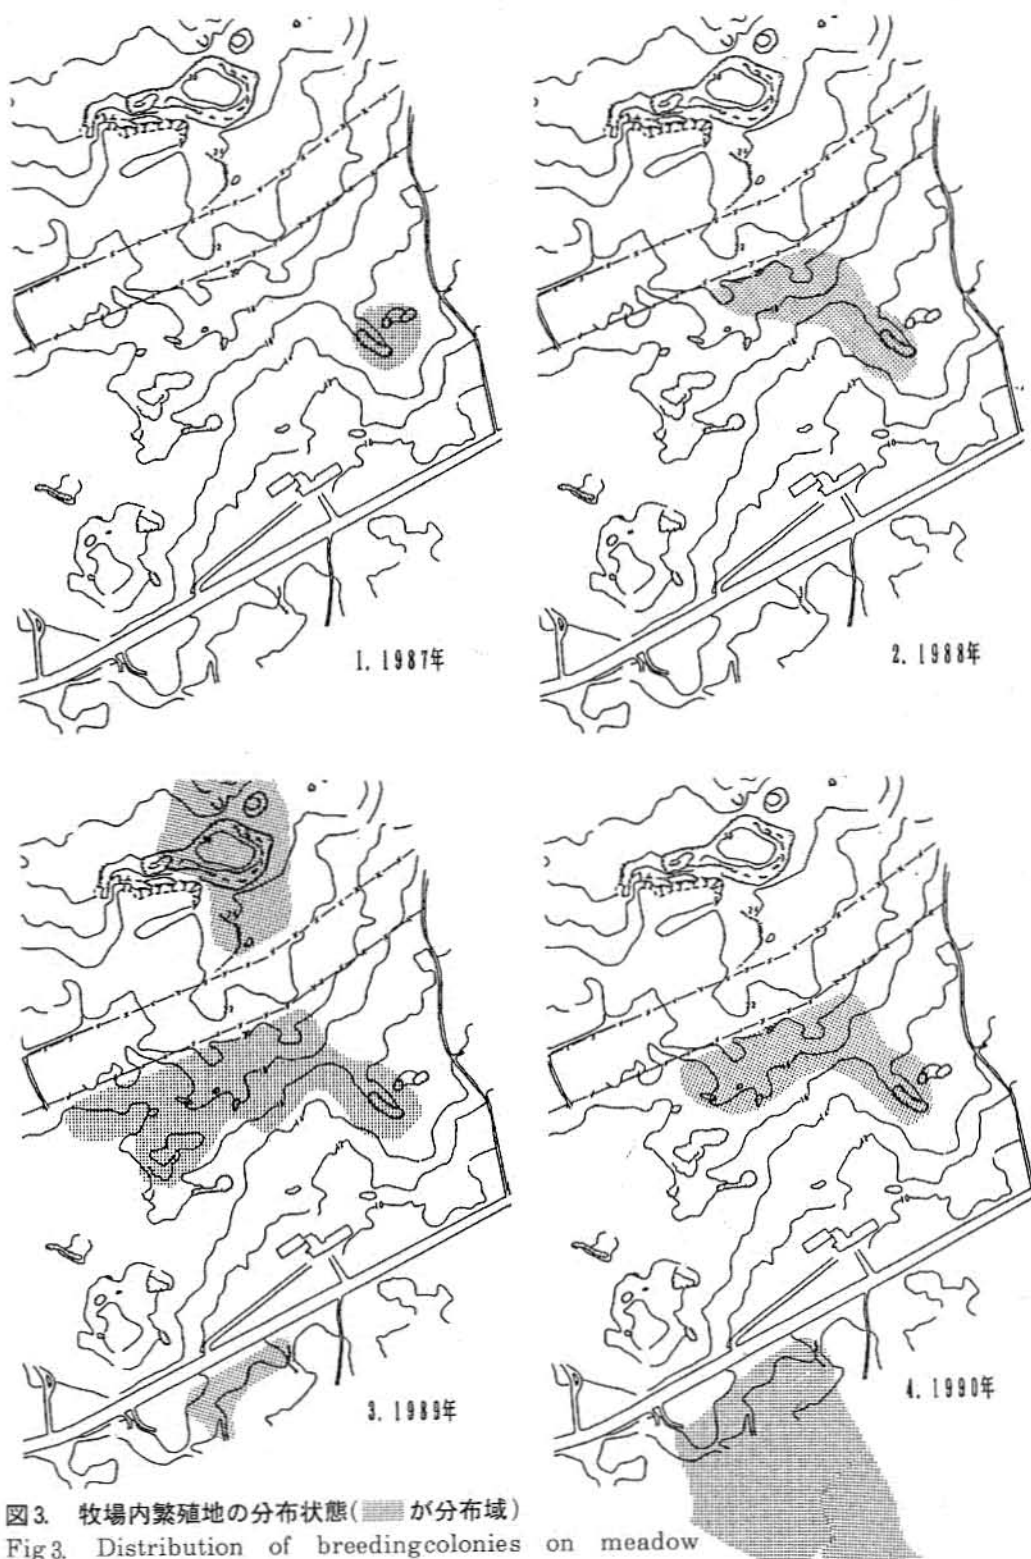 1. 1987年
2. 1988年
3. 1989年
4. 1990年
図3. 牧場内繁殖地の分布状態( が分布域)
Fig 3. Distribution of breedingcolonies on meadow